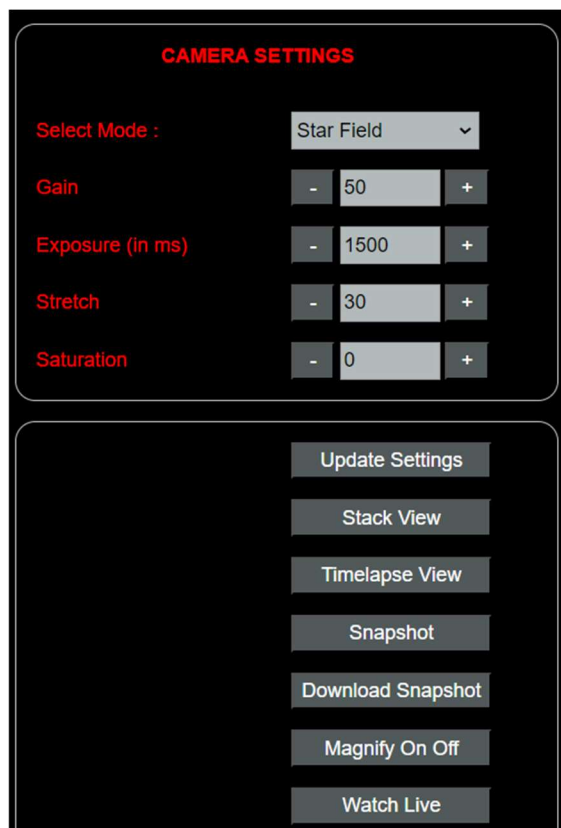 CAMERA SETTINGS
Select Mode : Star Field
Gain - 50 +
Exposure (in ms) - 1500 +
Stretch - 30 +
Saturation - 0 +
Update Settings
Stack View
Timelapse View
Snapshot
Download Snapshot
Magnify On Off
Watch Live